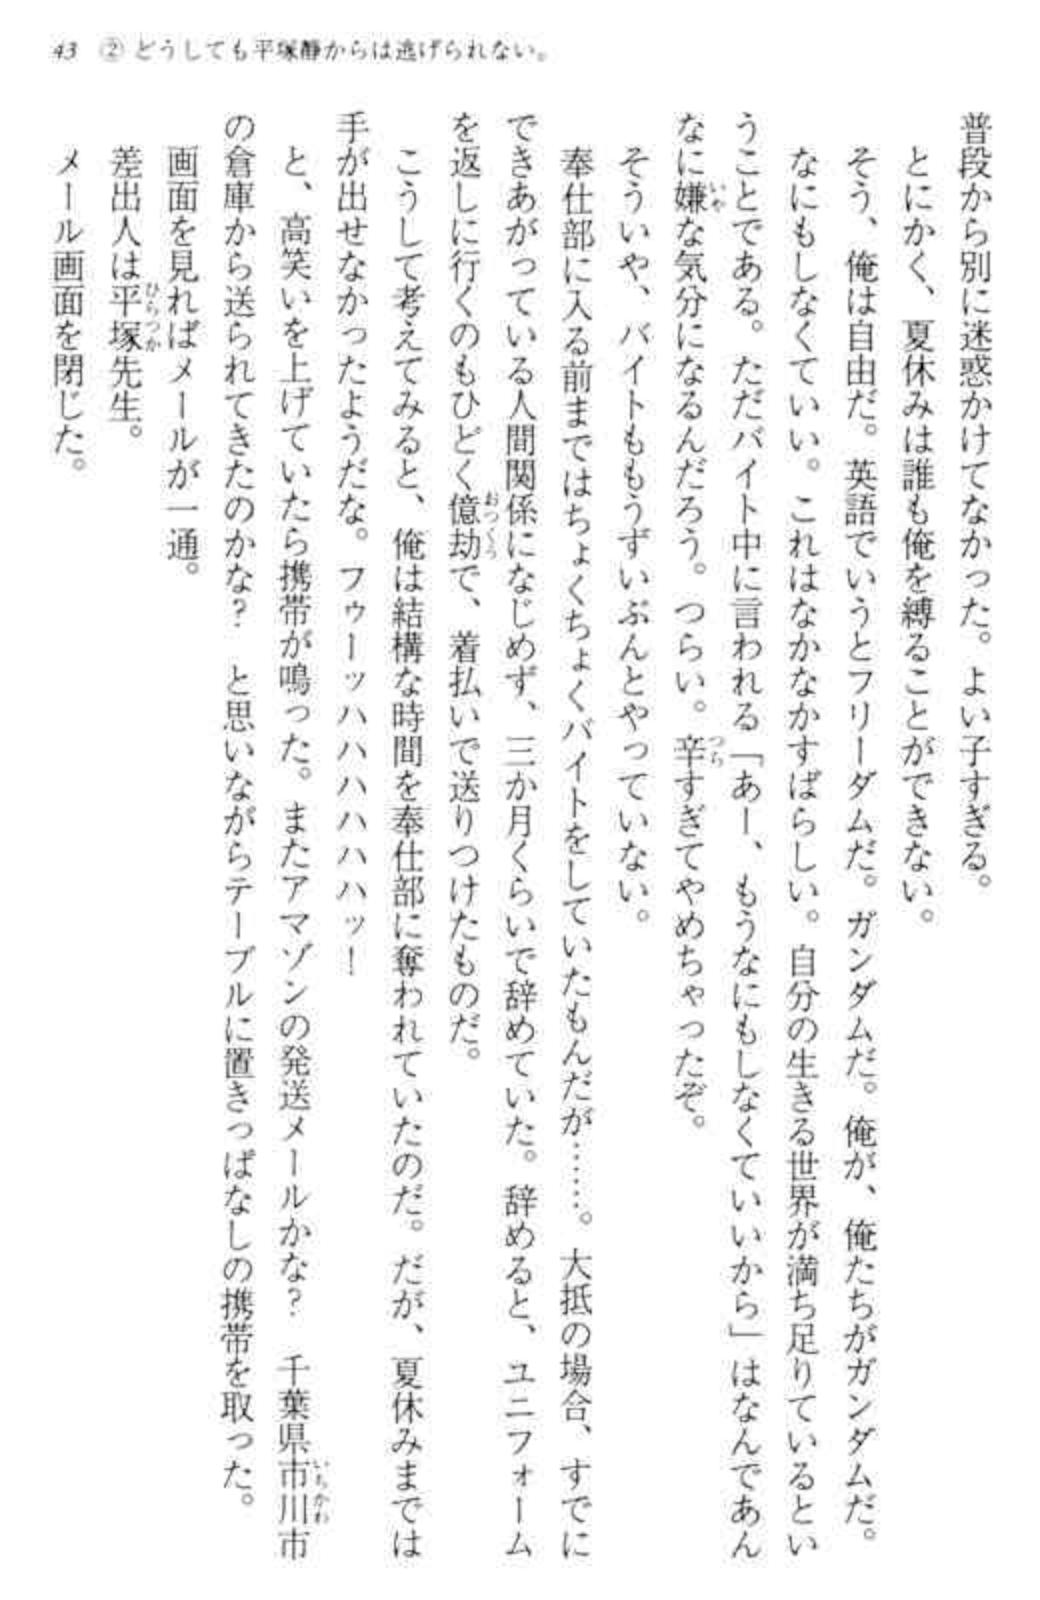 43　②どうしても平塚静からは逃げられない。
普段から別に迷惑かけてなかった。よい子すぎる。
とにかく、夏休みは誰も俺を縛ることができない。
そう、俺は自由だ。英語でいうとフリーダムだ。ガンダムだ。俺が、俺たちがガンダムだ。
なにもしなくていい。これはなかなかすばらしい。自分の生きる世界が満ち足りているとい
うことである。ただバイト中に言われる「あー、もうなにもしなくていいから」はなんであん
なに嫌な気分になるんだろう。つらい。辛すぎてやめちゃったぞ。
そういや、バイトももうずいぶんとやっていない。
奉仕部に入る前まではちょくちょくバイトをしていたもんだが……。大抵の場合、すでに
できあがっている人間関係になじめず、三か月くらいで辞めていた。辞めると、ユニフォーム
を返しに行くのもひどく億劫で、着払いで送りつけたものだ。
こうして考えてみると、俺は結構な時間を奉仕部に奪われていたのだ。だが、夏休みまでは
手が出せなかったようだな。フゥーッハハハハハハッ！
と、高笑いを上げていたら携帯が鳴った。またアマゾンの発送メールかな？　千葉県市川市
の倉庫から送られてきたのかな？　と思いながらテーブルに置きっぱなしの携帯を取った。
画面を見ればメールが一通。
差出人は平塚先生。
メール画面を閉じた。